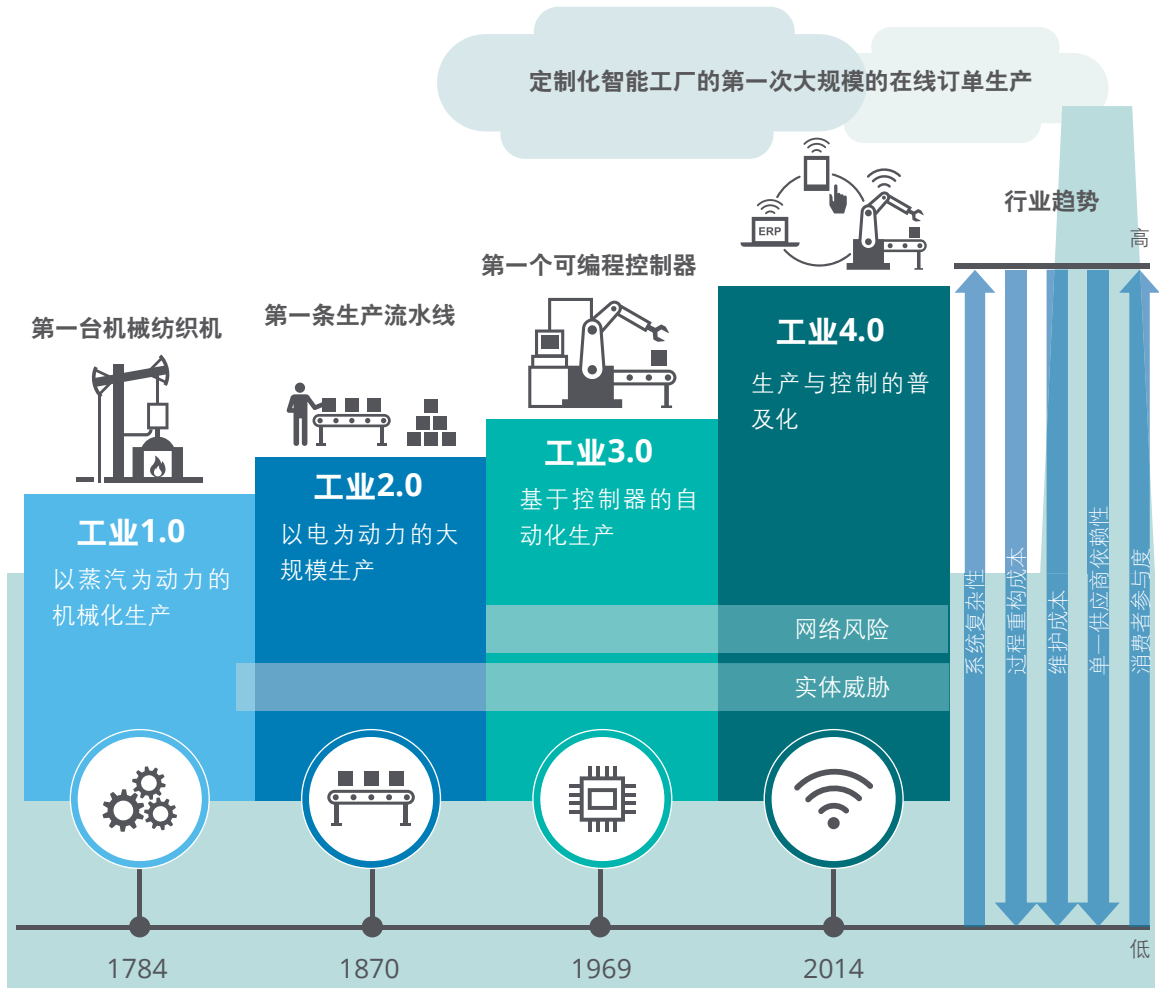 定制化智能工厂的第一次大规模的在线订单生产
行业趋势
高
ERP
第一个可编程控制器
第一条生产流水线
第一台机械纺织机
工业4.0
生产与控制的普
及化
工业3.0
基于控制器的自
动化生产
工业2.0
以电为动力的大
规模生产
工业1.0
以蒸汽为动力的
机械化生产
网络风险
实体威胁
系统复杂性
过程重构成本
维护成本
单一供应商依赖性
消费者参与度
低
1784
1870
1969
2014